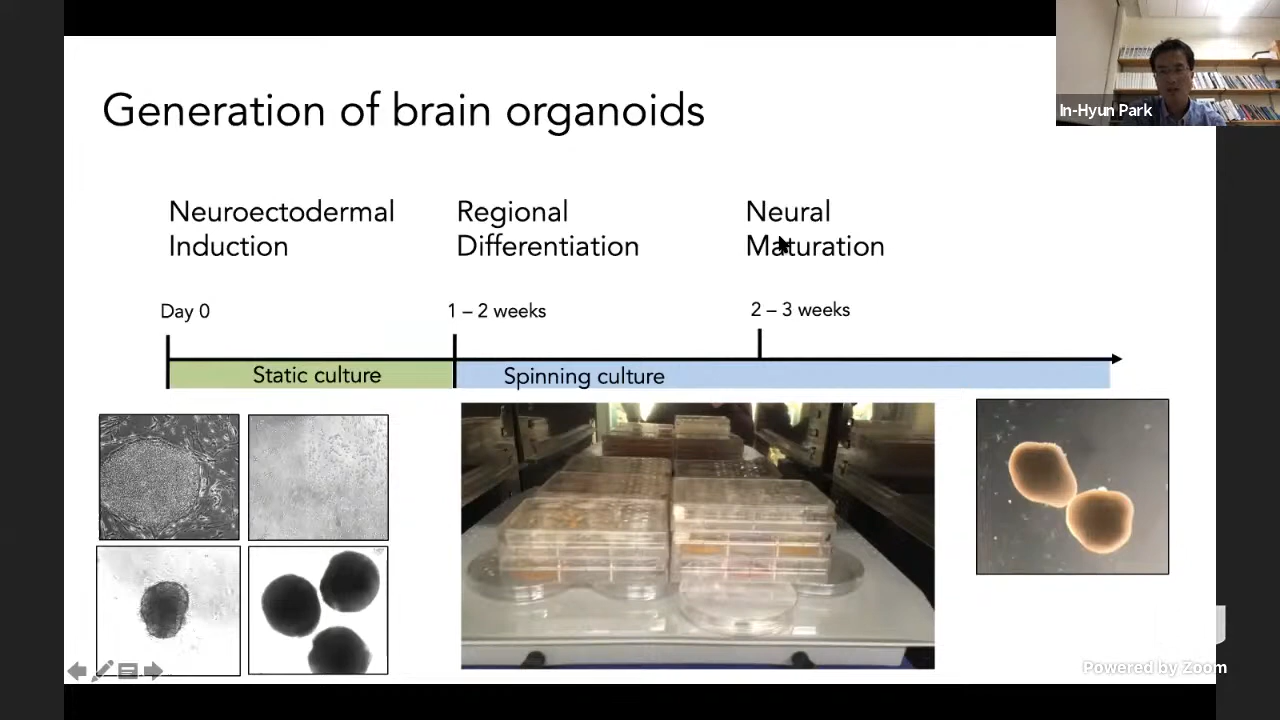 In-Hyun Park
Generation of brain organoids
Neuroectodermal
Induction
Regional
Differentiation
Neural
Maturation
Day 0
1 – 2 weeks
2 – 3 weeks
Static culture
Spinning culture
Powered by Zoom